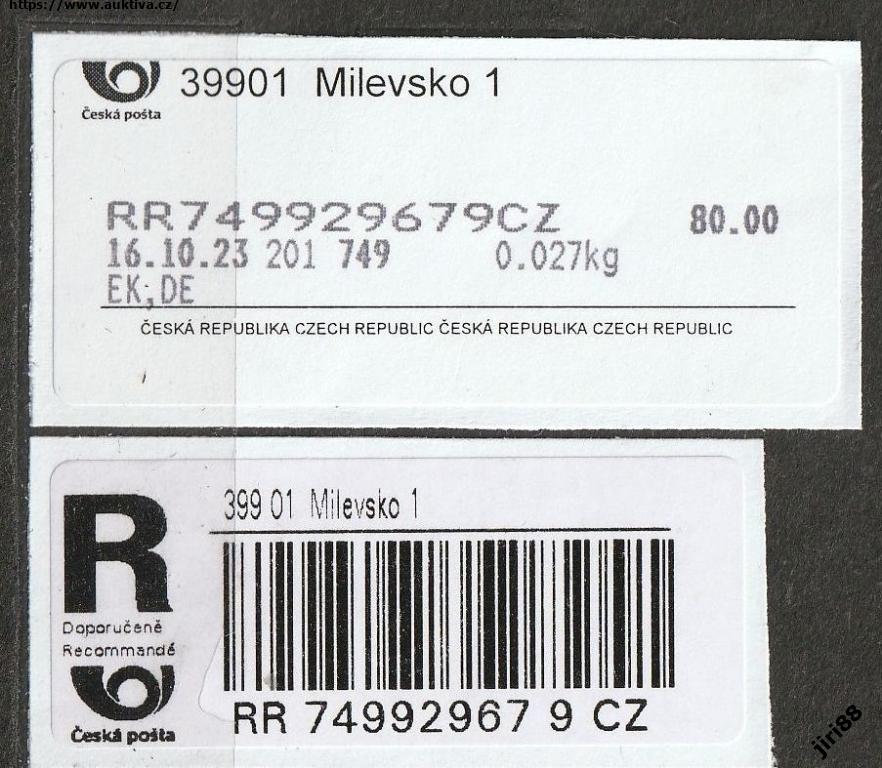 https://www.auktiva.cz/
39901 Milevsko 1
Česká pošta
RR749929679CZ 80.00
16.10.23 201 749 0.027kg
EK,DE
ČESKÁ REPUBLIKA CZECH REPUBLIC ČESKÁ REPUBLIKA CZECH REPUBLIC
399 01 Milevsko 1
R
Doporučeně
Recommandé
Česká pošta
RR 74992967 9 CZ
jiri88